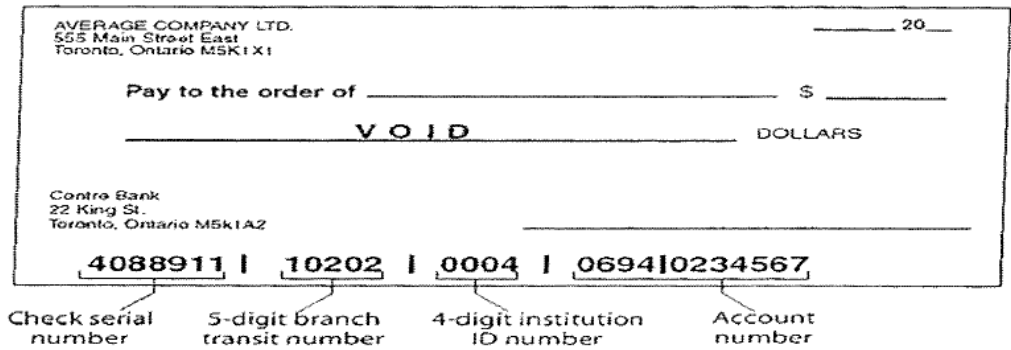 AVERAGE COMPANY LTD.
555 Main Street East
Toronto, Ontario M5K1X1
20
Pay to the order of $
VOID
DOLLARS
Centre Bank
22 King St.
Toronto, Ontario M5k1A2
4088911 | 10202 | 0004 | 0694|0234567
Check serial number
5-digit branch transit number
4-digit institution ID number
Account number